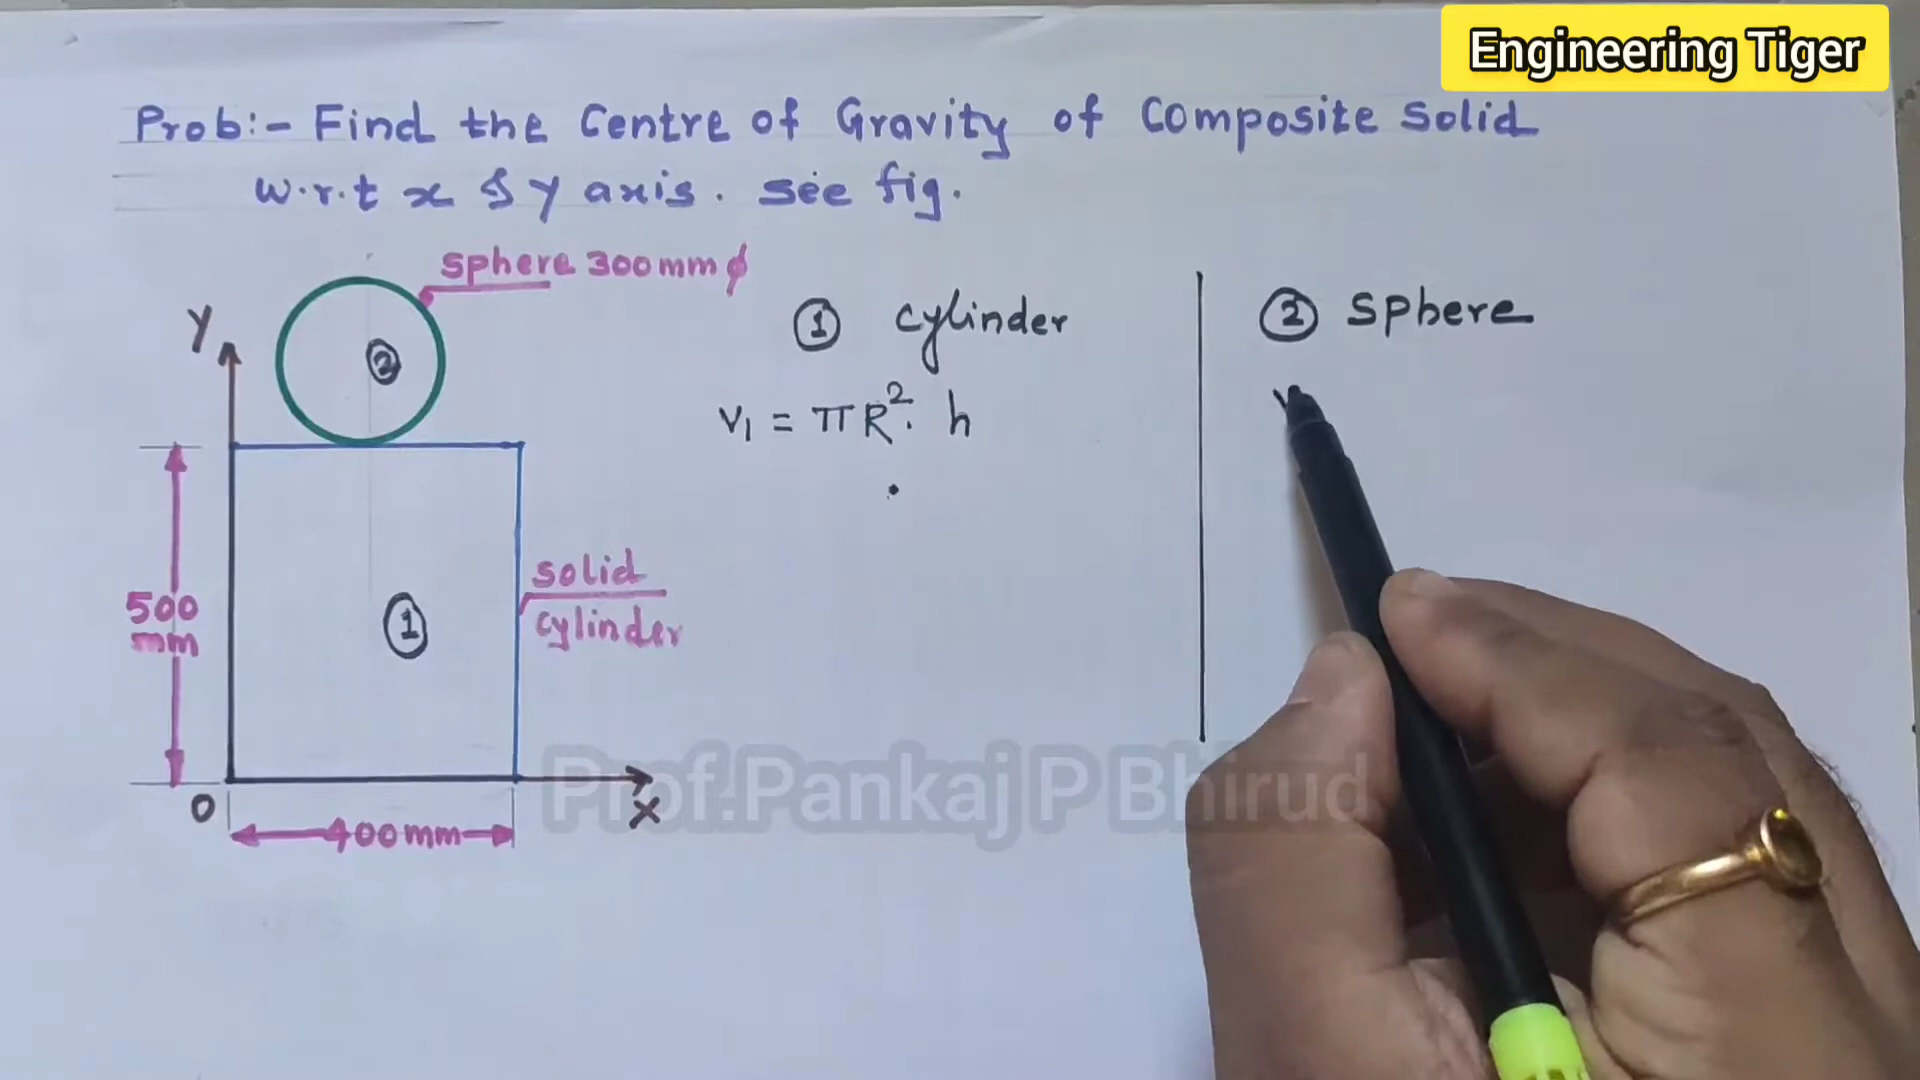 Engineering Tiger
Prob:- Find the Centre of Gravity of Composite Solid
w.r.t x & y axis. see fig.
sphere 300mm ϕ
Y
2
① cylinder
② Sphere
V₁ = πR². h
V
500
mm
①
solid
cylinder
O
X
400mm
Prof.Pankaj P Bhirud